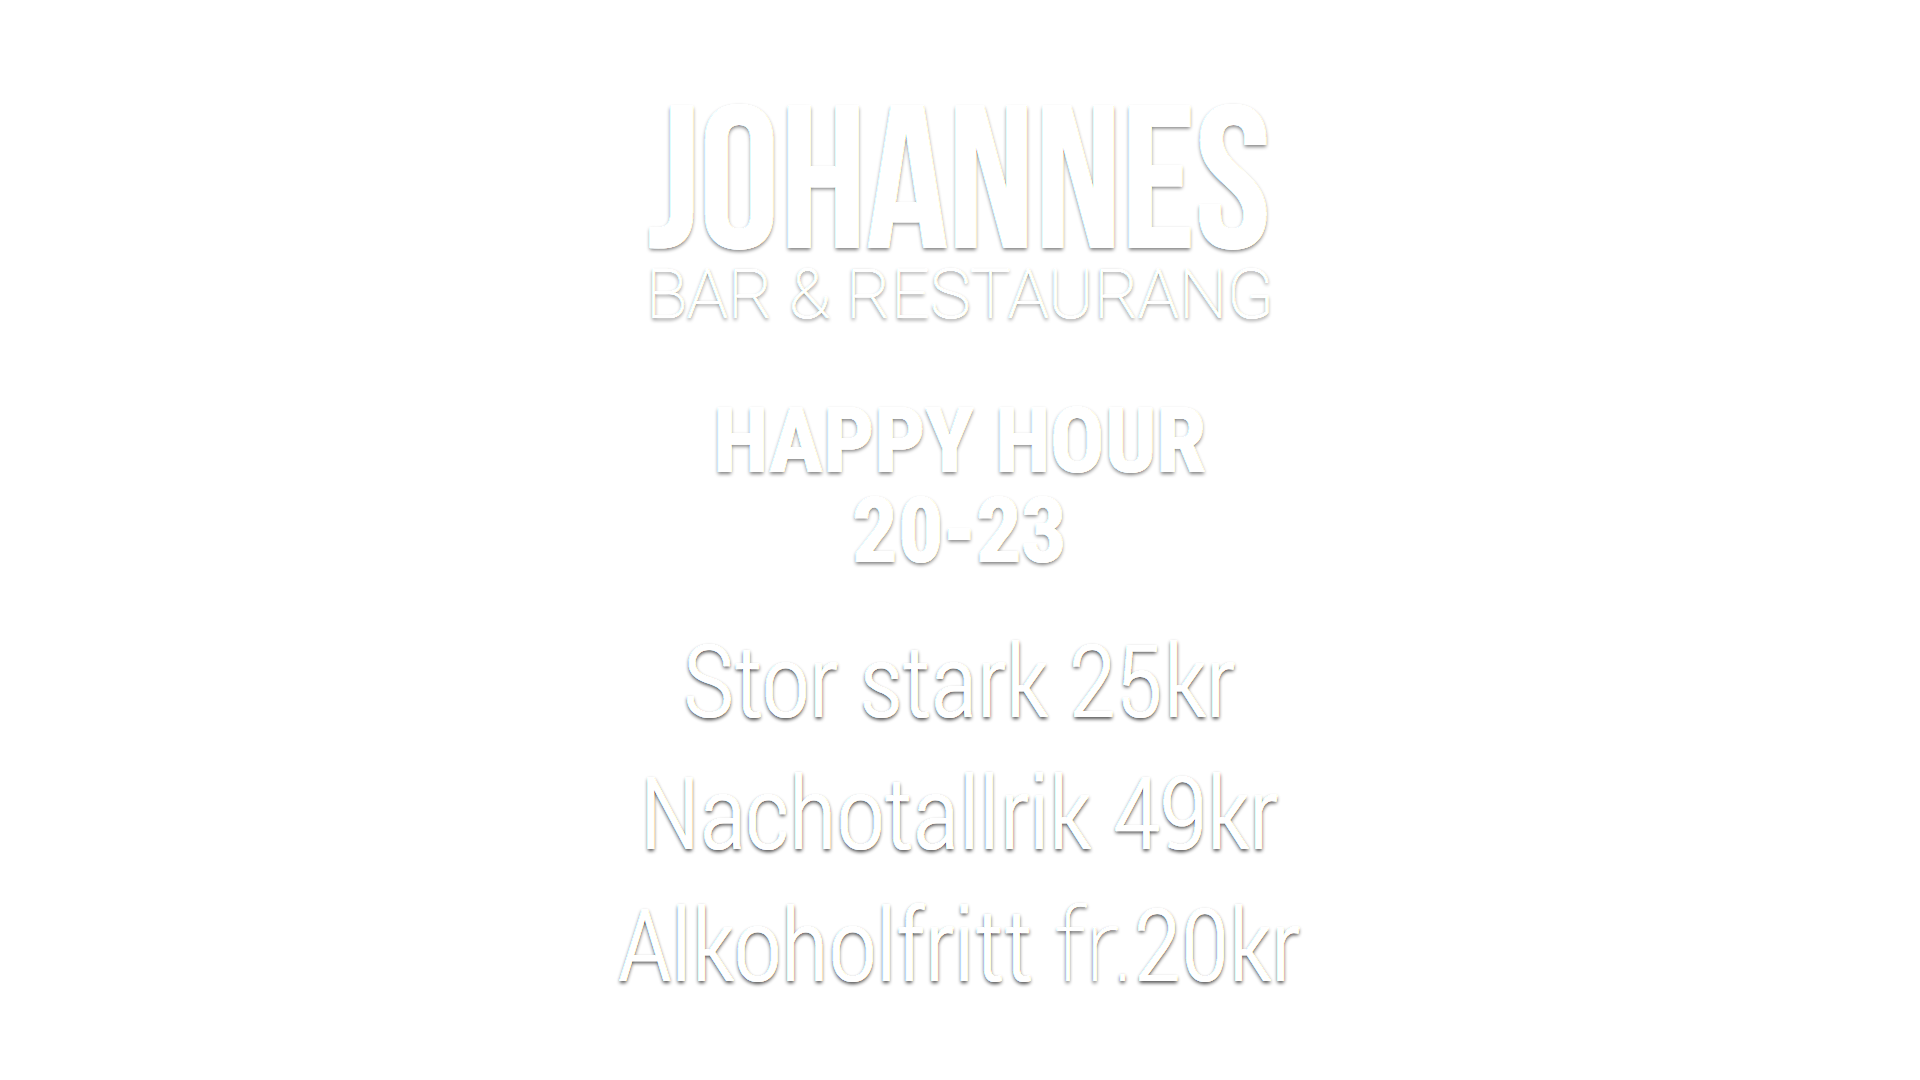 JOHANNES
BAR & RESTAURANG
HAPPY HOUR
20-23
Stor stark 25kr
Nachotallrik 49kr
Alkoholfritt fr.20kr